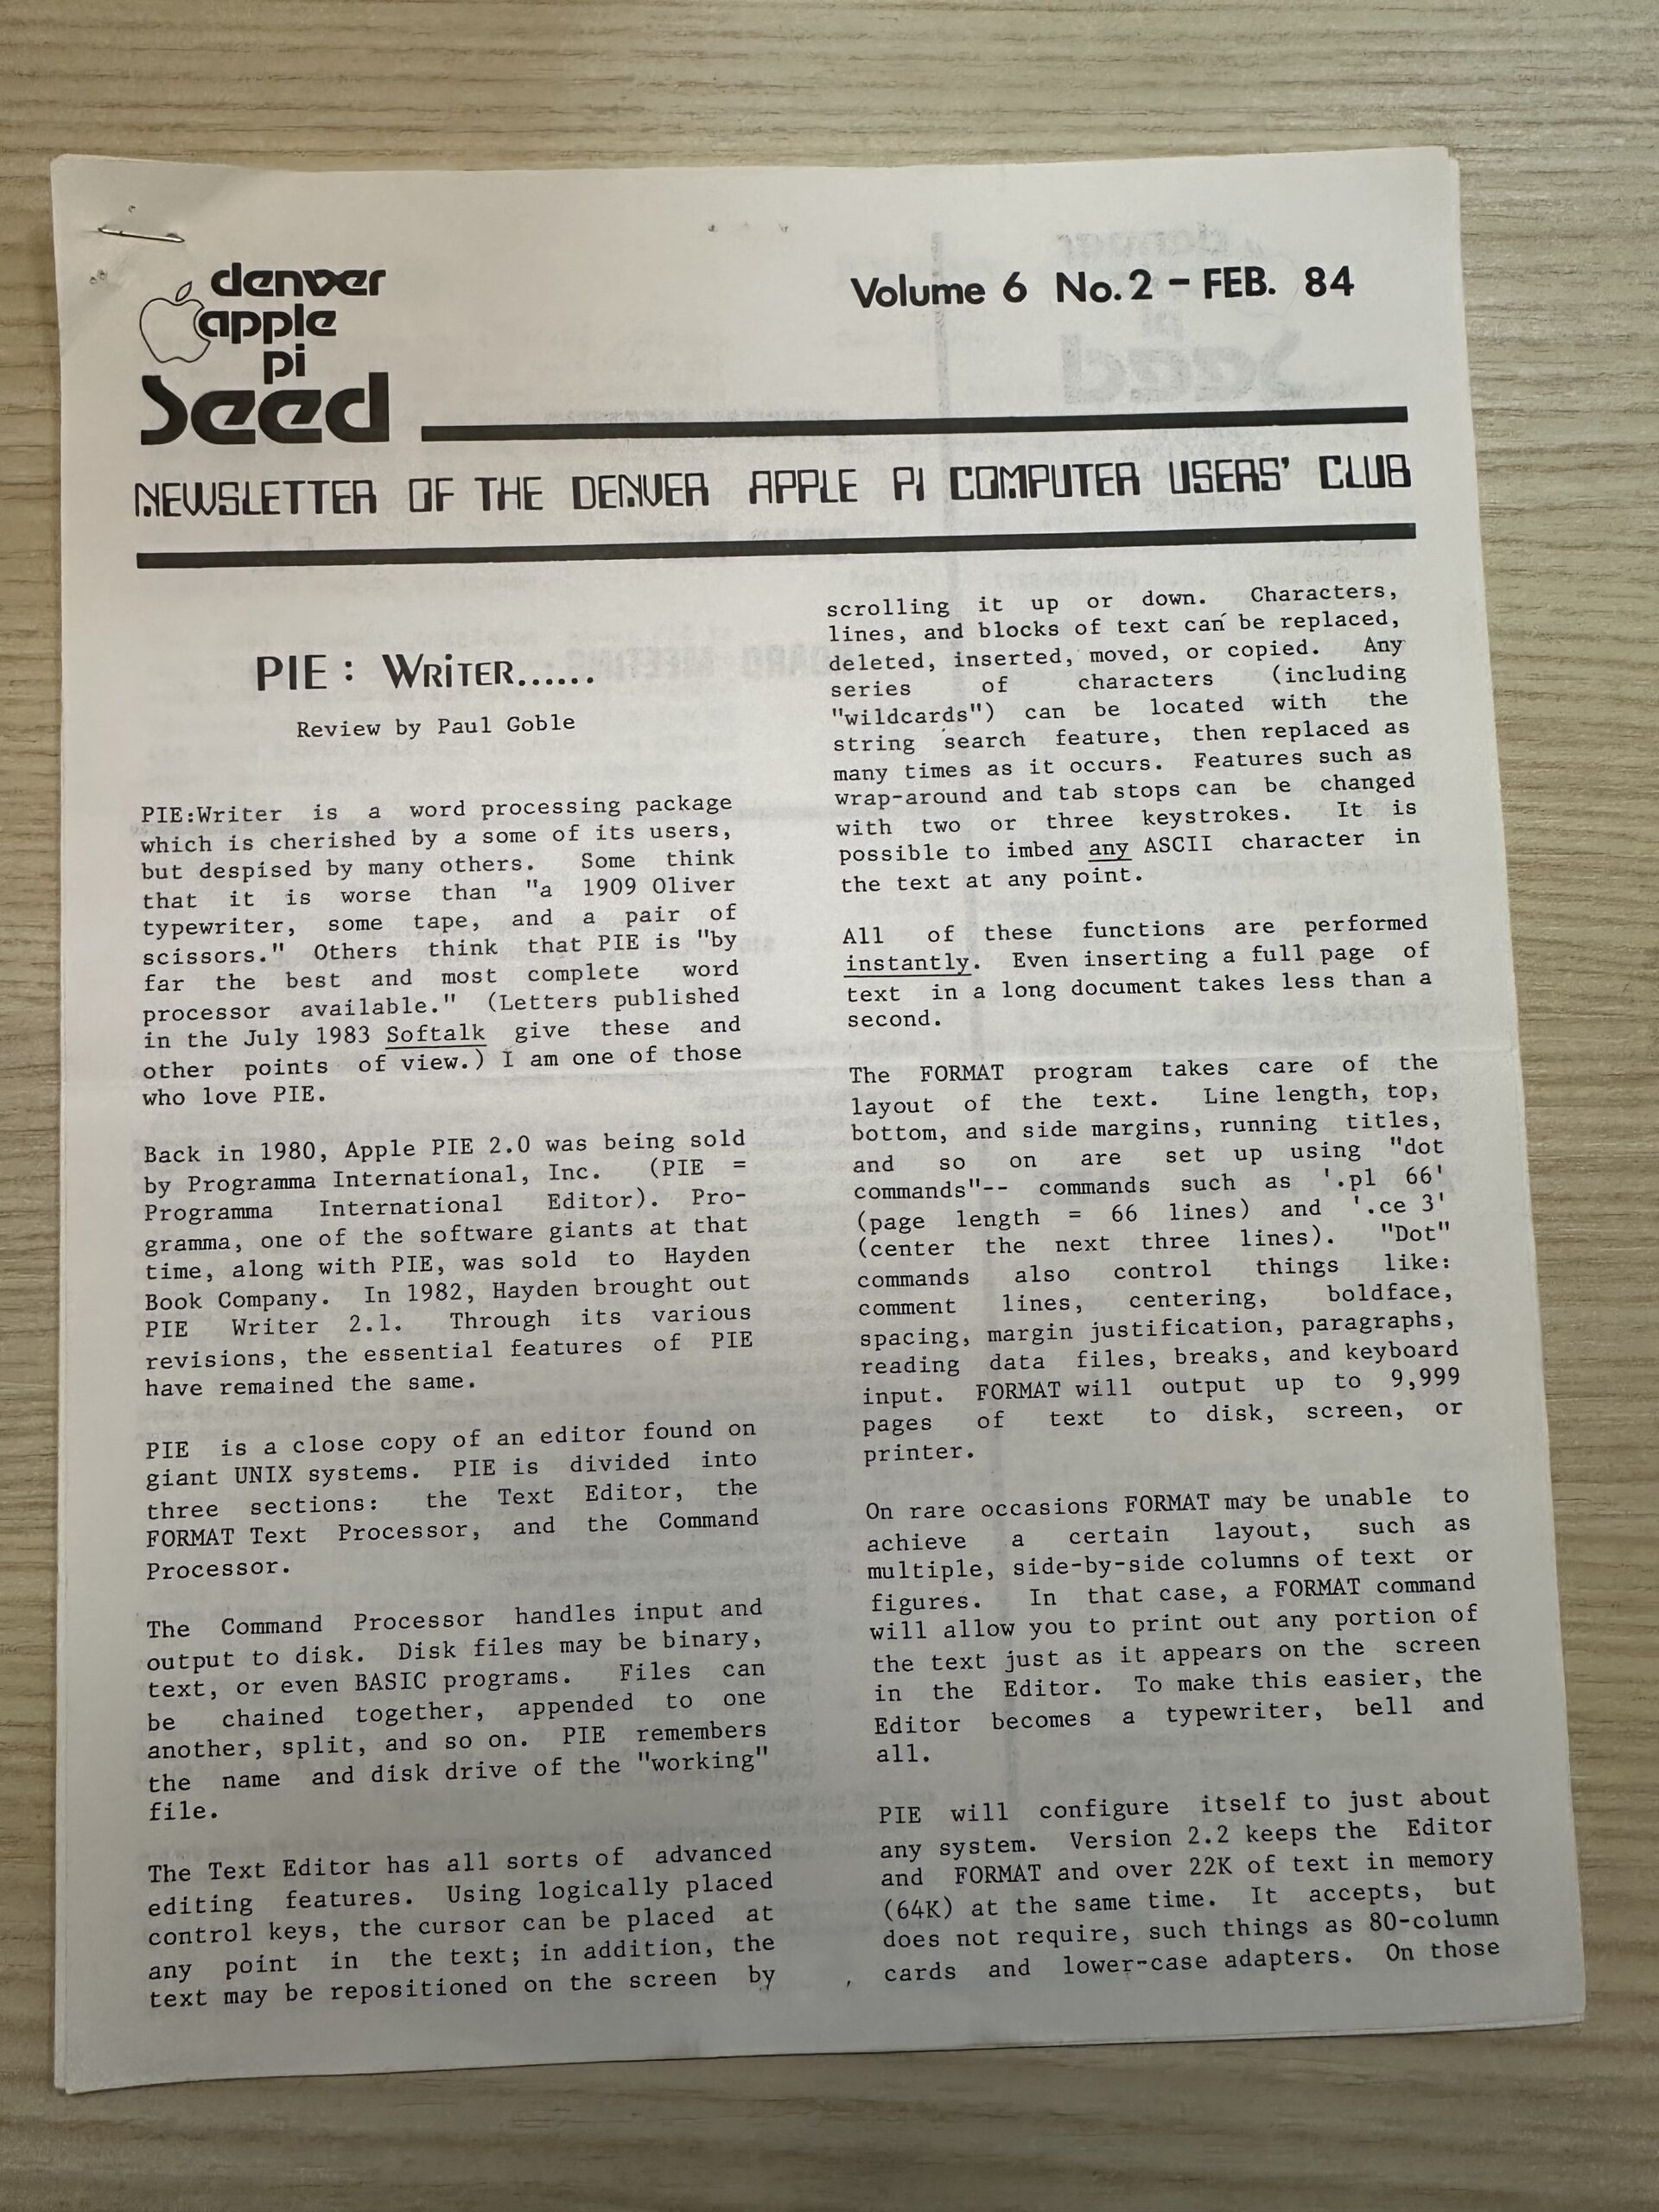 denver
apple
pi
Seed
Volume 6 No. 2 - FEB. 84
NEWSLETTER OF THE DENVER APPLE PI COMPUTER USERS' CLUB
PIE : WRITER......
Review by Paul Goble
PIE:Writer is a word processing package
which is cherished by a some of its users,
but despised by many others. Some think
that it is worse than "a 1909 Oliver
typewriter, some tape, and a pair of
scissors." Others think that PIE is "by
far the best and most complete word
processor available." (Letters published
in the July 1983 Softalk give these and
other points of view.) I am one of those
who love PIE.
Back in 1980, Apple PIE 2.0 was being sold
by Programma International, Inc. (PIE =
Programma International Editor). Pro-
gramma, one of the software giants at that
time, along with PIE, was sold to Hayden
Book Company. In 1982, Hayden brought out
PIE Writer 2.1. Through its various
revisions, the essential features of PIE
have remained the same.
PIE is a close copy of an editor found on
giant UNIX systems. PIE is divided into
three sections: the Text Editor, the
FORMAT Text Processor, and the Command
Processor.
The Command Processor handles input and
output to disk. Disk files may be binary,
text, or even BASIC programs. Files can
be chained together, appended to one
another, split, and so on. PIE remembers
the name and disk drive of the "working"
file.
The Text Editor has all sorts of advanced
editing features. Using logically placed
control keys, the cursor can be placed at
any point in the text; in addition, the
text may be repositioned on the screen by
scrolling it up or down. Characters,
lines, and blocks of text can be replaced,
deleted, inserted, moved, or copied. Any
series of characters (including
"wildcards") can be located with the
string search feature, then replaced as
many times as it occurs. Features such as
wrap-around and tab stops can be changed
with two or three keystrokes. It is
possible to imbed any ASCII character in
the text at any point.
All of these functions are performed
instantly. Even inserting a full page of
text in a long document takes less than a
second.
The FORMAT program takes care of the
layout of the text. Line length, top,
bottom, and side margins, running titles,
and so on are set up using "dot
commands"-- commands such as '.pl 66'
(page length = 66 lines) and '.ce 3'
(center the next three lines). "Dot"
commands also control things like:
comment lines, centering, boldface,
spacing, margin justification, paragraphs,
reading data files, breaks, and keyboard
input. FORMAT will output up to 9,999
pages of text to disk, screen, or
printer.
On rare occasions FORMAT may be unable to
achieve a certain layout, such as
multiple, side-by-side columns of text or
figures. In that case, a FORMAT command
will allow you to print out any portion of
the text just as it appears on the screen
in the Editor. To make this easier, the
Editor becomes a typewriter, bell and
all.
PIE will configure itself to just about
any system. Version 2.2 keeps the Editor
and FORMAT and over 22K of text in memory
(64K) at the same time. It accepts, but
does not require, such things as 80-column
cards and lower-case adapters. On those